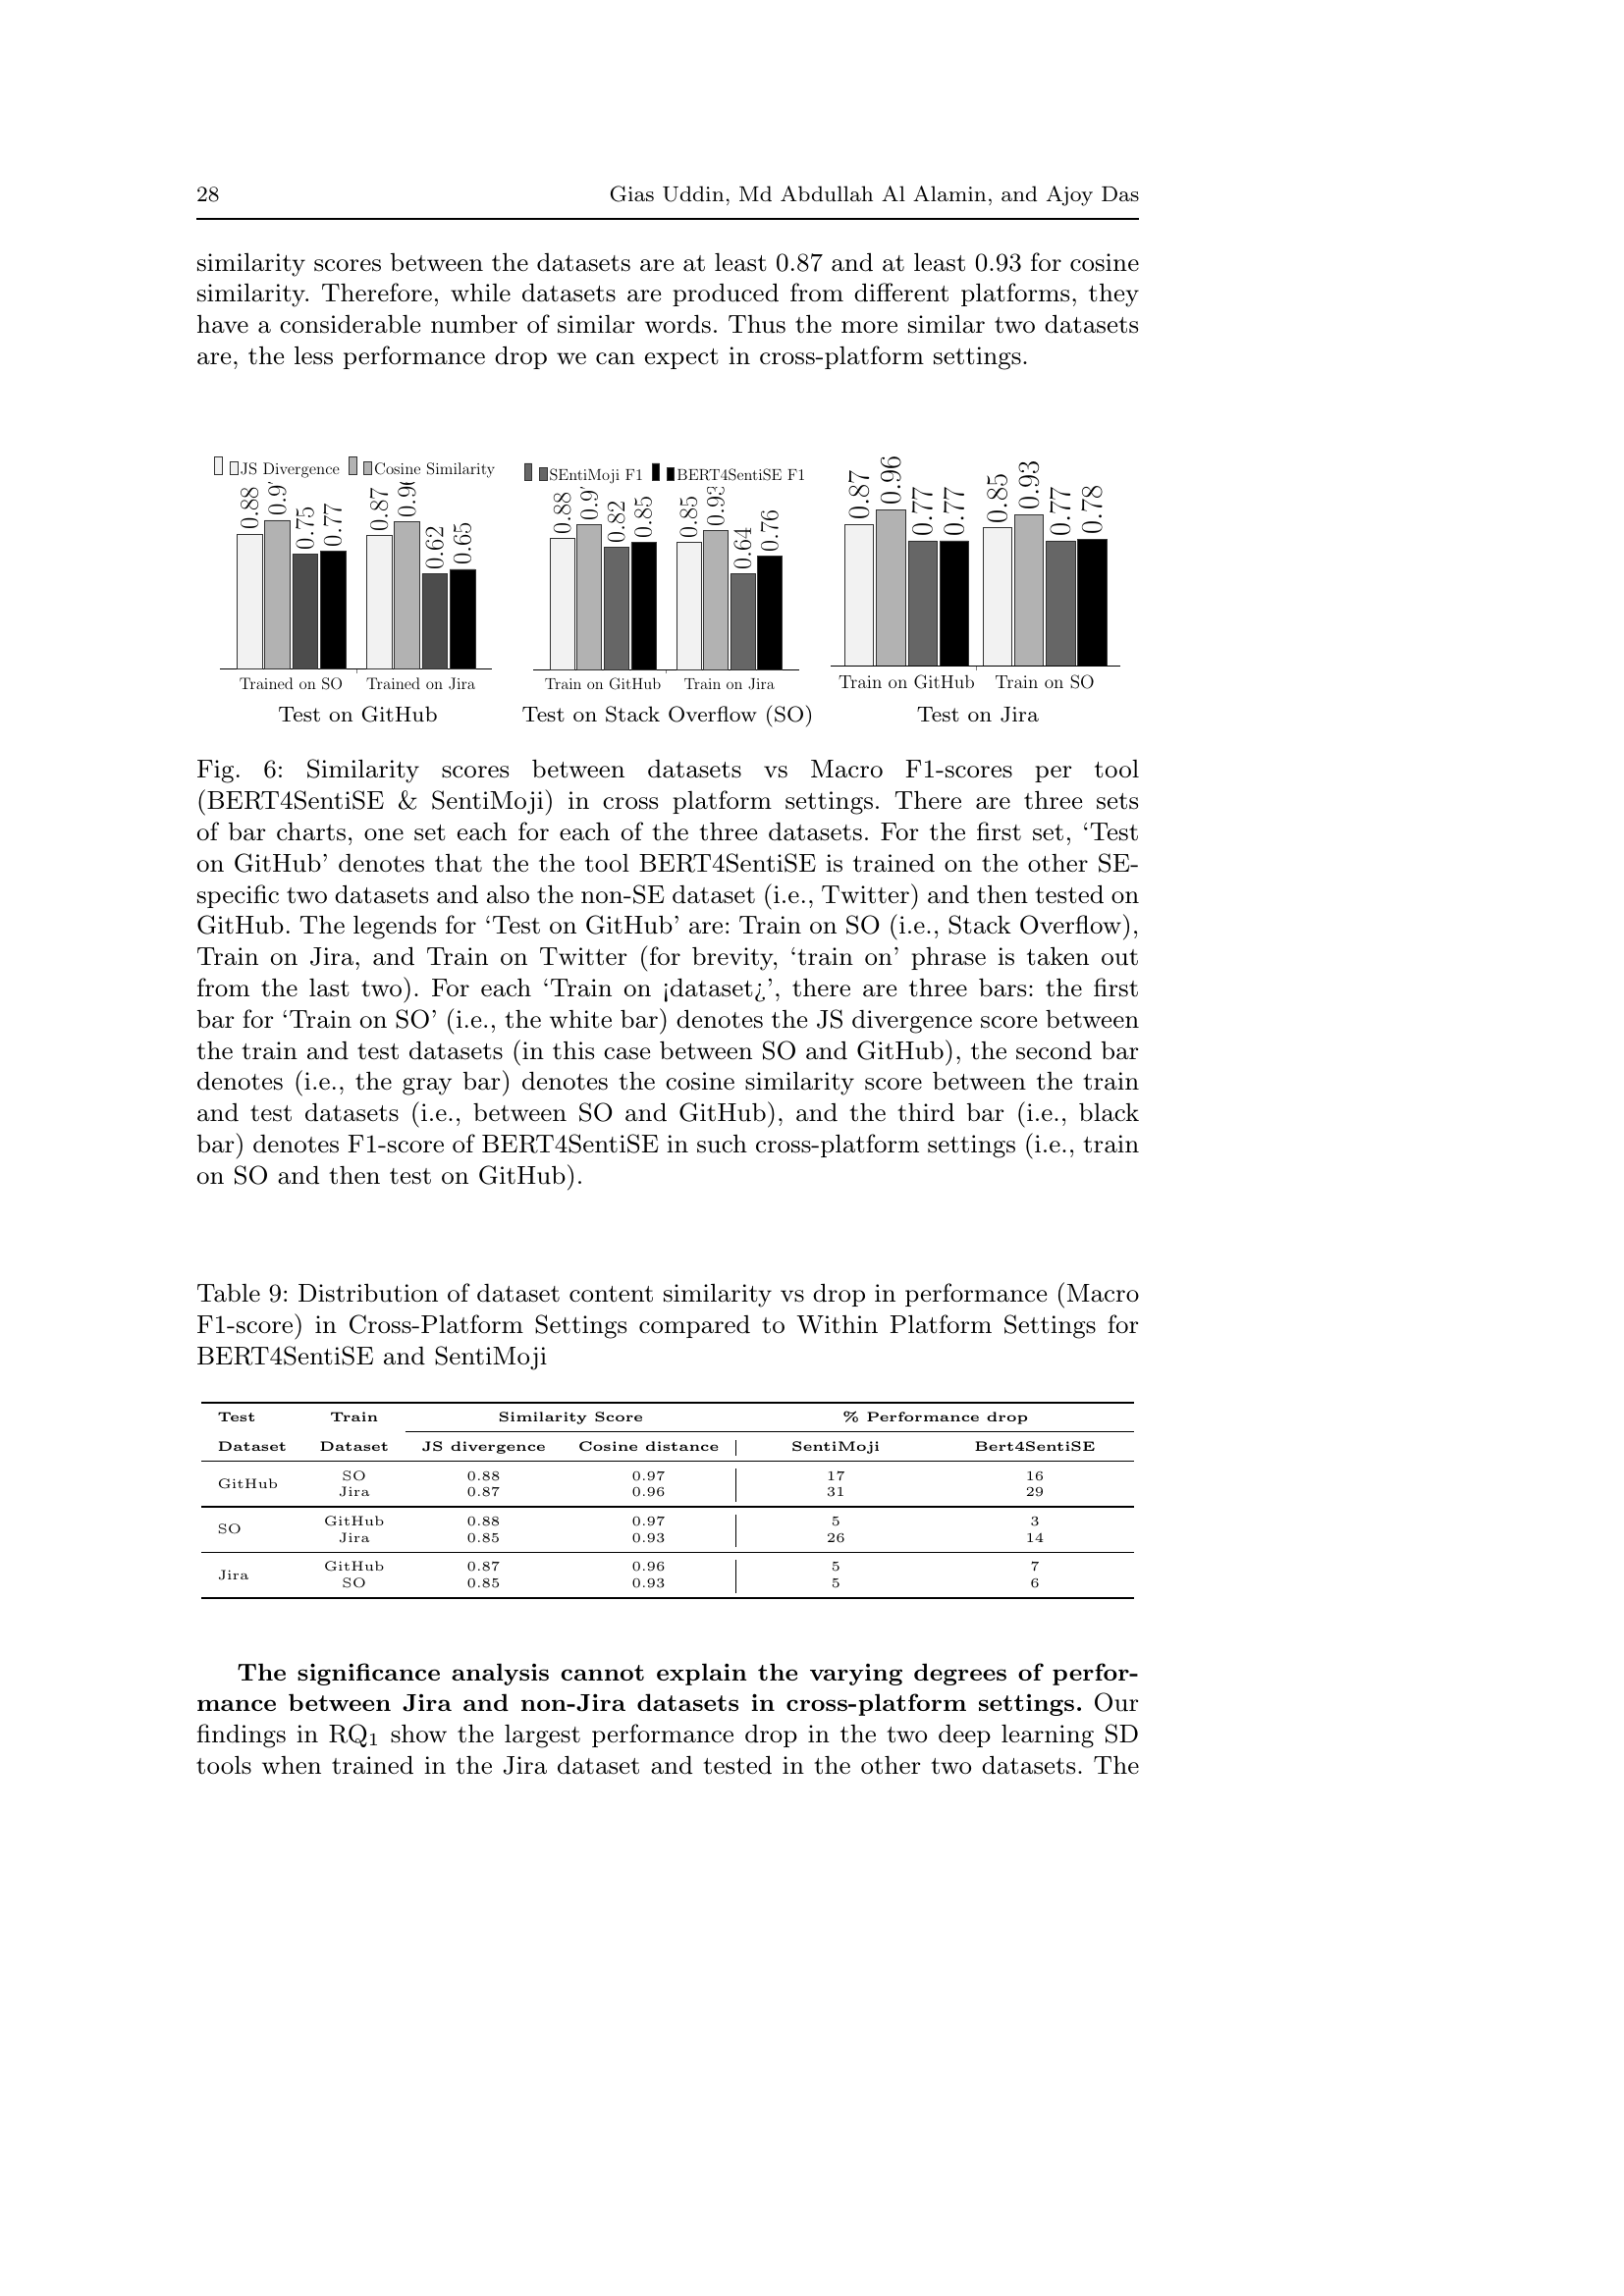 28 Gias Uddin, Md Abdullah Al Alamin, and Ajoy Das
similarity scores between the datasets are at least 0.87 and at least 0.93 for cosine
similarity. Therefore, while datasets are produced from different platforms, they
have a considerable number of similar words. Thus the more similar two datasets
are, the less performance drop we can expect in cross-platform settings.
JS Divergence Cosine Similarity
0.88 0.75 0.77 0.87 0.62 0.65
Trained on SO Trained on Jira
Test on GitHub
SEntiMoji F1 BERT4SentiSE F1
0.88 0.82 0.85 0.85 0.93 0.64 0.76
Train on GitHub Train on Jira
Test on Stack Overflow (SO)
0.87 0.96 0.77 0.77 0.85 0.93 0.77 0.78
Train on GitHub Train on SO
Test on Jira
Fig. 6: Similarity scores between datasets vs Macro F1-scores per tool
(BERT4SentiSE & SentiMoji) in cross platform settings. There are three sets
of bar charts, one set each for each of the three datasets. For the first set, ‘Test
on GitHub’ denotes that the the tool BERT4SentiSE is trained on the other SE-
specific two datasets and also the non-SE dataset (i.e., Twitter) and then tested on
GitHub. The legends for ‘Test on GitHub’ are: Train on SO (i.e., Stack Overflow),
Train on Jira, and Train on Twitter (for brevity, ‘train on’ phrase is taken out
from the last two). For each ‘Train on ¡dataset¿’, there are three bars: the first
bar for ‘Train on SO’ (i.e., the white bar) denotes the JS divergence score between
the train and test datasets (in this case between SO and GitHub), the second bar
denotes (i.e., the gray bar) denotes the cosine similarity score between the train
and test datasets (i.e., between SO and GitHub), and the third bar (i.e., black
bar) denotes F1-score of BERT4SentiSE in such cross-platform settings (i.e., train
on SO and then test on GitHub).
Table 9: Distribution of dataset content similarity vs drop in performance (Macro
F1-score) in Cross-Platform Settings compared to Within Platform Settings for
BERT4SentiSE and SentiMoji
Test Train Similarity Score % Performance drop
Dataset Dataset JS divergence Cosine distance SentiMoji Bert4SentiSE
GitHub SO 0.88 0.97 17 16
Jira 0.87 0.96 31 29
SO GitHub 0.88 0.97 5 3
Jira 0.85 0.93 26 14
Jira GitHub 0.87 0.96 5 7
SO 0.85 0.93 5 6
The significance analysis cannot explain the varying degrees of perfor-
mance between Jira and non-Jira datasets in cross-platform settings. Our
findings in RQ1 show the largest performance drop in the two deep learning SD
tools when trained in the Jira dataset and tested in the other two datasets. The